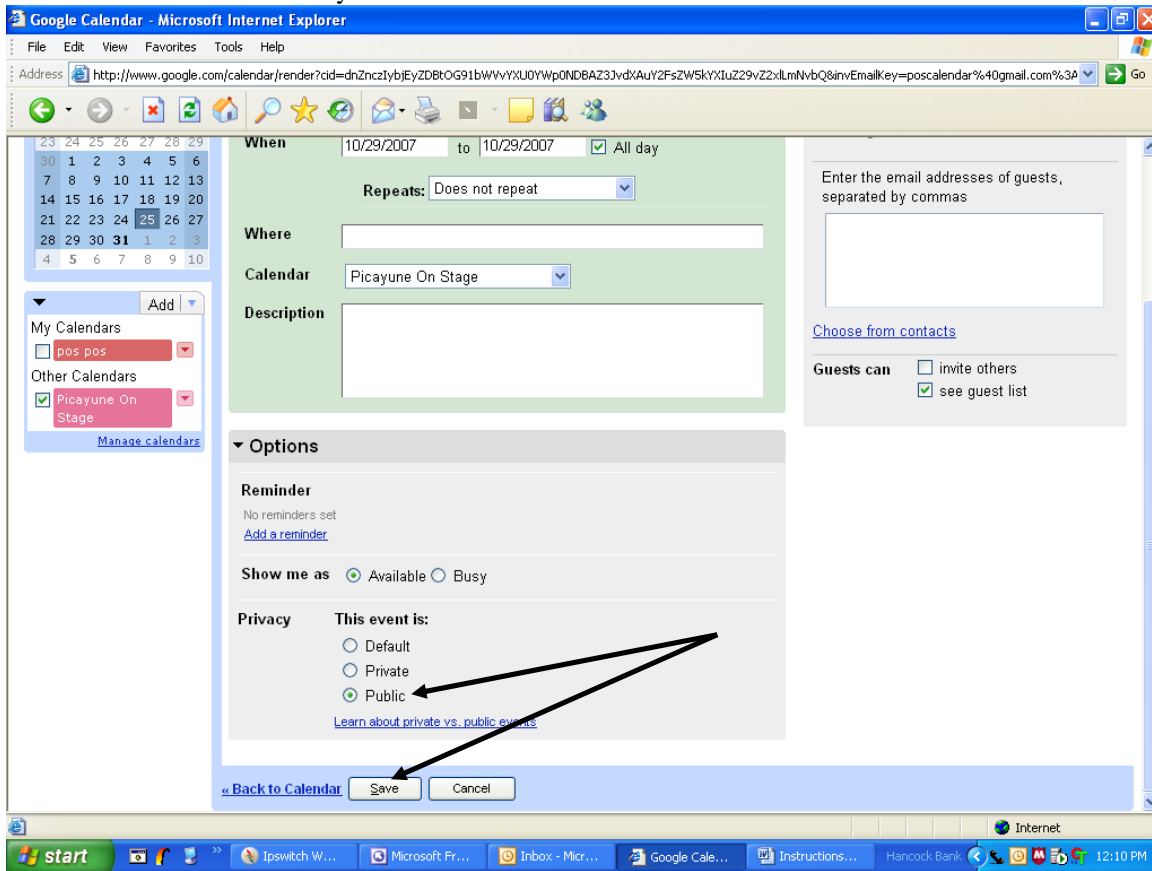 Google Calendar - Microsoft Internet Explorer
File Edit View Favorites Tools Help
Address http://www.google.com/calendar/render?cid= Go
23 24 25 26 27 28 29
30 1 2 3 4 5 6
7 8 9 10 11 12 13
14 15 16 17 18 19 20
21 22 23 24 25 26 27
28 29 30 31 1 2 3
4 5 6 7 8 9 10
Add
My Calendars
pos pos
Other Calendars
Picayune On
Stage
Manage calendars
When 10/29/2007 to 10/29/2007 All day
Repeats: Does not repeat
Where
Calendar Picayune On Stage
Description
Options
Reminder
No reminders set
Add a reminder
Show me as Available Busy
Privacy This event is:
Default
Private
Public
Learn about private vs. public events
« Back to Calendar Save Cancel
Enter the email addresses of guests,
separated by commas
Choose from contacts
Guests can invite others
see guest list
Internet
start Ipswitch W... Microsoft Fr... Inbox - Micr... Google Cale... Instructions... Hancock Bank 12:10 PM